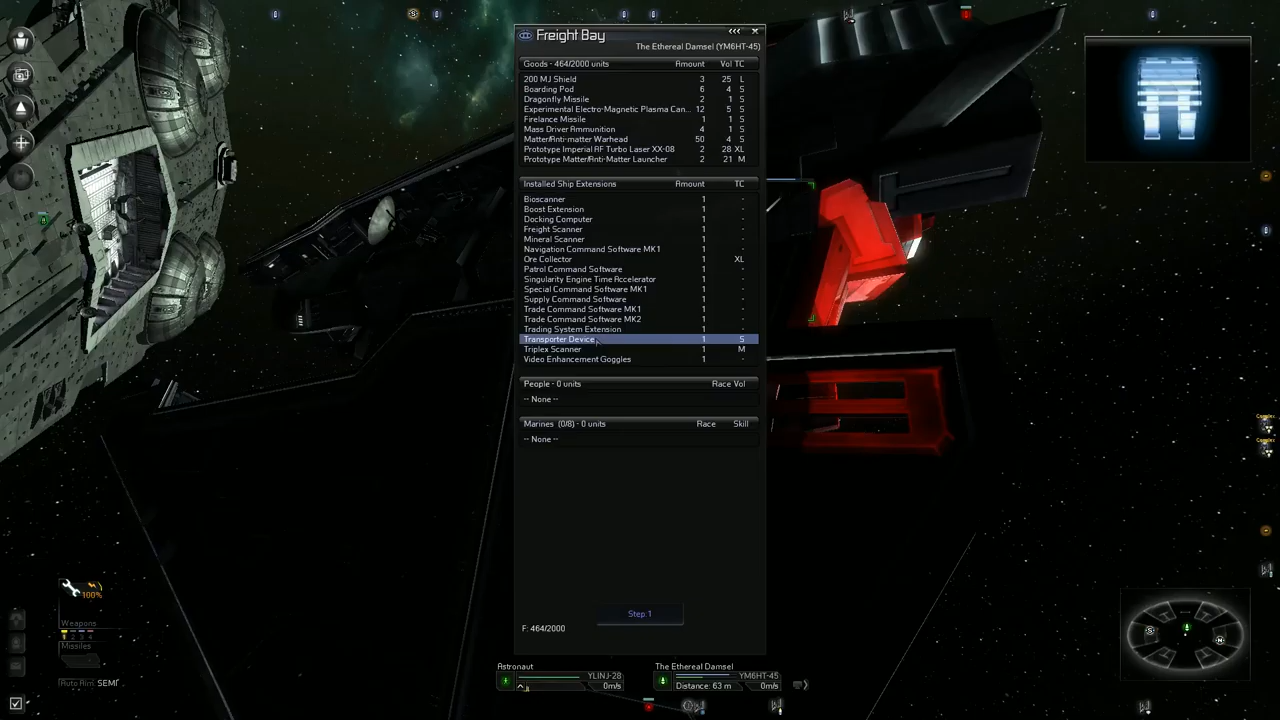 Freight Bay
<<<
The Ethereal Damsel (YM6HT-45)
Goods - 464/2000 units Amount Vol TC
200 MJ Shield 3 25 L
Boarding Pod 6 4 S
Dragonfly Missile 2 1 S
Experimental Electro-Magnetic Plasma Can... 12 5 S
Firelance Missile 1 1 S
Mass Driver Ammunition 4 1 S
Matter/Anti-matter Warhead 50 4 S
Prototype Imperial RF Turbo Laser XX-08 2 28 XL
Prototype Matter/Anti-Matter Launcher 2 21 M
Installed Ship Extensions Amount TC
Bioscanner 1 -
Boost Extension 1 -
Docking Computer 1 -
Freight Scanner 1 -
Mineral Scanner 1 -
Navigation Command Software MK1 1 -
Ore Collector 1 XL
Patrol Command Software 1 -
Singularity Engine Time Accelerator 1 -
Special Command Software MK1 1 -
Supply Command Software 1 -
Trade Command Software MK1 1 -
Trade Command Software MK2 1 -
Trading System Extension 1 -
Transporter Device 1 S
Triplex Scanner 1 M
Video Enhancement Goggles 1 -
People - 0 units Race Vol
-- None --
Marines (0/8) - 0 units Race Skill
-- None --
Step:1
F: 464/2000
100%
Weapons
1 2 3 4
Missiles
Auto Aim: SEMI
Astronaut YLINJ-28
0m/s
The Ethereal Damsel YM6HT-45
Distance: 63 m 0m/s
S
N
Complex
Complex